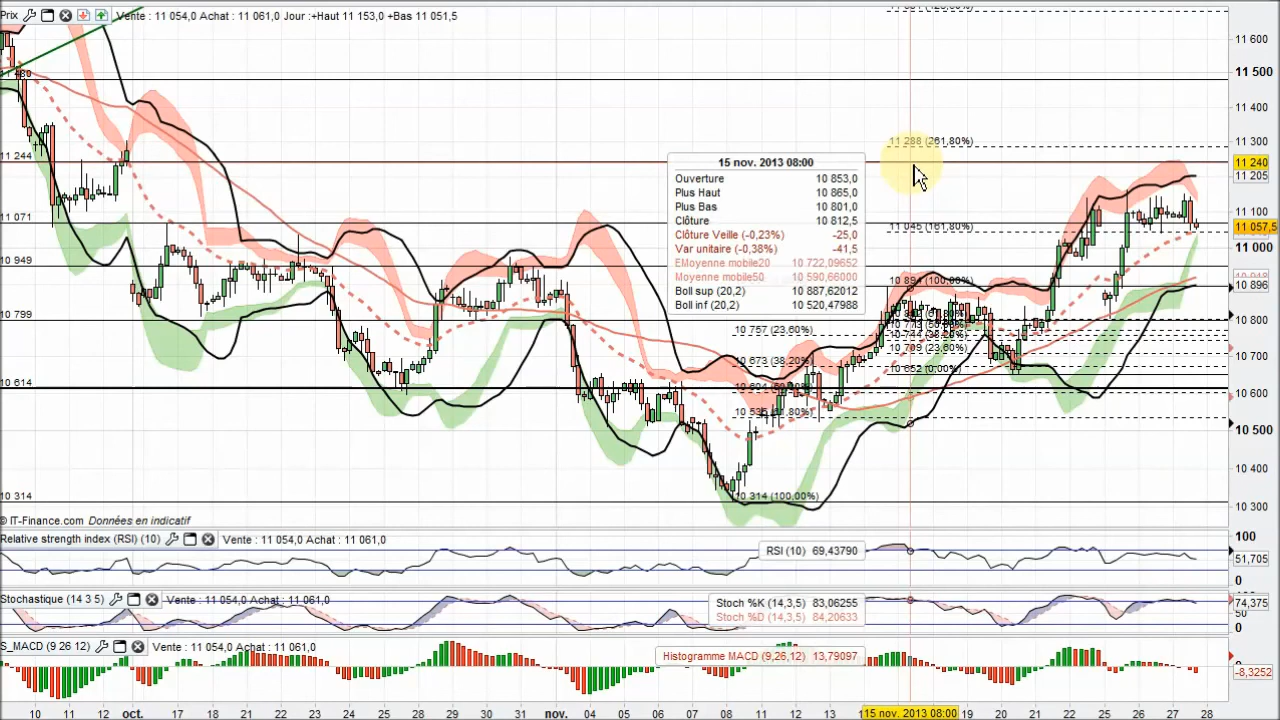 Prix Vente : 11 054,0 Achat : 11 061,0 Jour :+Haut 11 153,0 +Bas 11 051,5
11 600
11 480
11 500
11 400
11 288 (261,80%)
11 300
11 244
11 240
15 nov. 2013 08:00
11 205
Ouverture 10 853,0
Plus Haut 10 865,0
Plus Bas 10 801,0
11 071
11 100
Clôture 10 812,5
11 045 (161,80%)
11 057,5
Clôture Veille (-0,23%) -25,0
Var unitaire (-0,38%) -41,5
11 000
10 949
EMoyenne mobile20 10 722,09652
Moyenne mobile50 10 590,66000
10 894 (100,00%)
Boll sup (20,2) 10 887,62012
10 896
Boll inf (20,2) 10 520,47988
10 799
10 800
10 757 (23,60%)
10 709 (23,60%)
10 700
10 673 (38,20%)
10 652 (0,00%)
10 614
10 600
10 535 (61,80%)
10 500
10 400
10 314
10 314 (100,00%)
10 300
© IT-Finance.com Données en indicatif
Relative strength index (RSI) (10) Vente : 11 054,0 Achat : 11 061,0
100
RSI (10) 69,43790
51,705
0
Stochastique (14 3 5) Vente : 11 054,0 Achat : 11 061,0
Stoch %K (14,3,5) 83,06255
74,375
Stoch %D (14,3,5) 84,20633
50
0
S_MACD (9 26 12) Vente : 11 054,0 Achat : 11 061,0
Histogramme MACD (9,26,12) 13,79097
0
-8,3252
10 11 12 oct. 17 18 21 22 23 24 25 28 29 30 31 nov. 04 05 06 07 08 11 12 13 15 nov. 2013 08:00 19 20 21 22 25 26 27 28